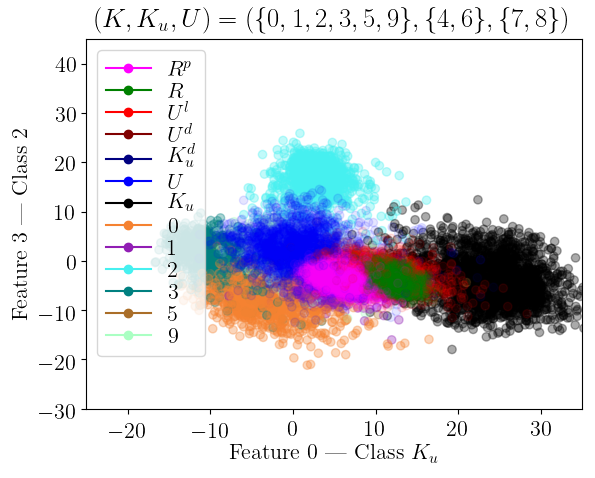 (K, K_u, U) = ({0, 1, 2, 3, 5, 9}, {4, 6}, {7, 8})
R^p
R
U^l
U^d
K_u^d
U
K_u
0
1
2
3
5
9
Feature 3 — Class 2
40
30
20
10
0
−10
−20
−30
−20 −10 0 10 20 30
Feature 0 — Class K_u